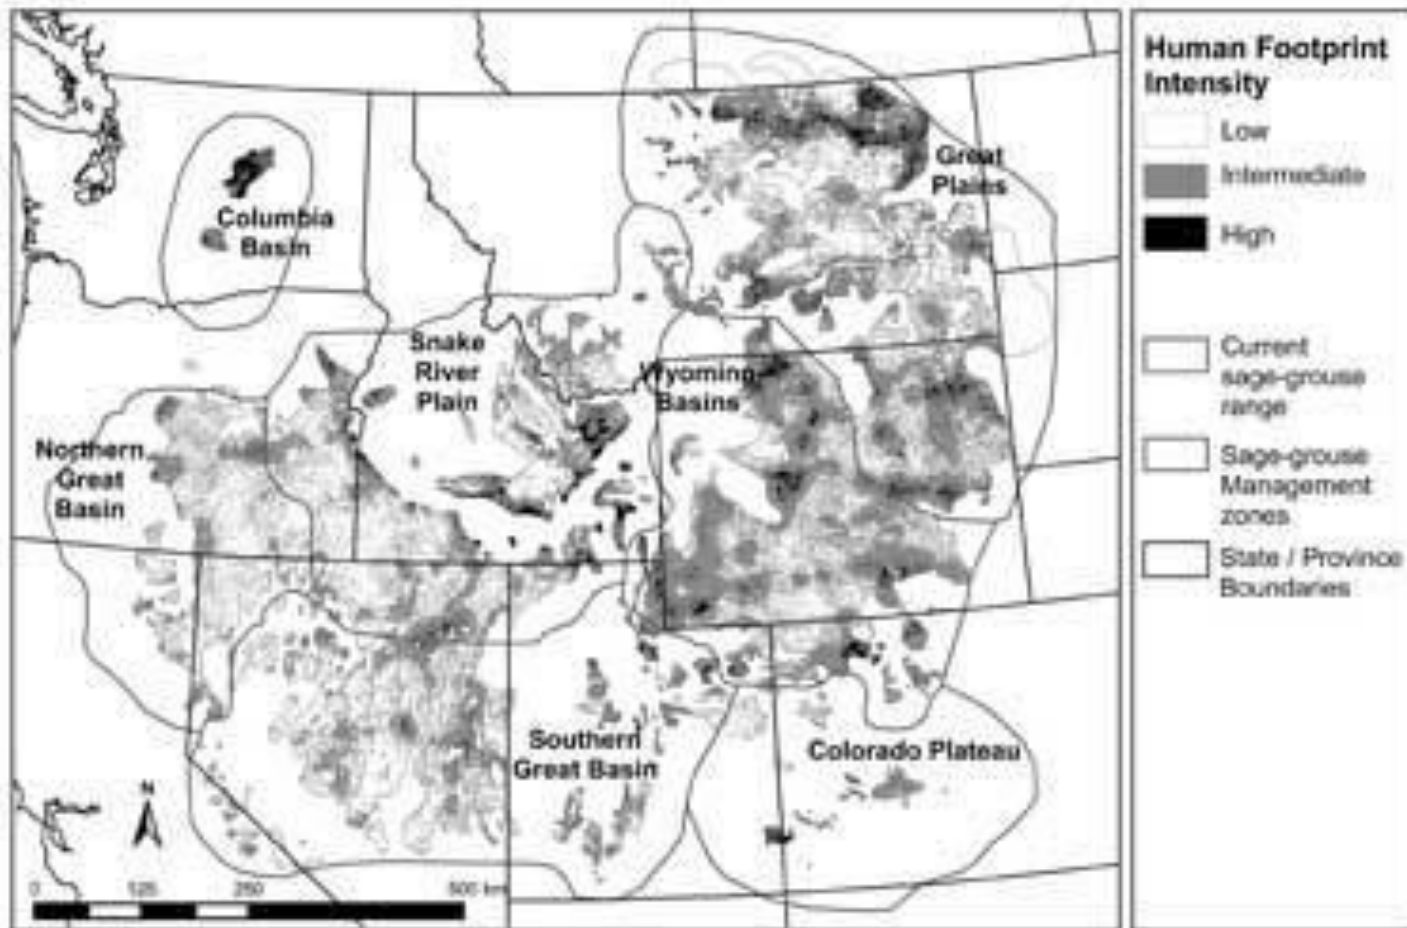 Human Footprint
Intensity
Low
Intermediate
High
Current
sage-grouse
range
Sage-grouse
Management
zones
State / Province
Boundaries
Great
Plaies
Columbia
Basin
Snake
River
Plain
Wyoming
Basins
Northern
Great
Basin
Southern
Great Basin
Colorado Plateau
N
0 125 250 500 km